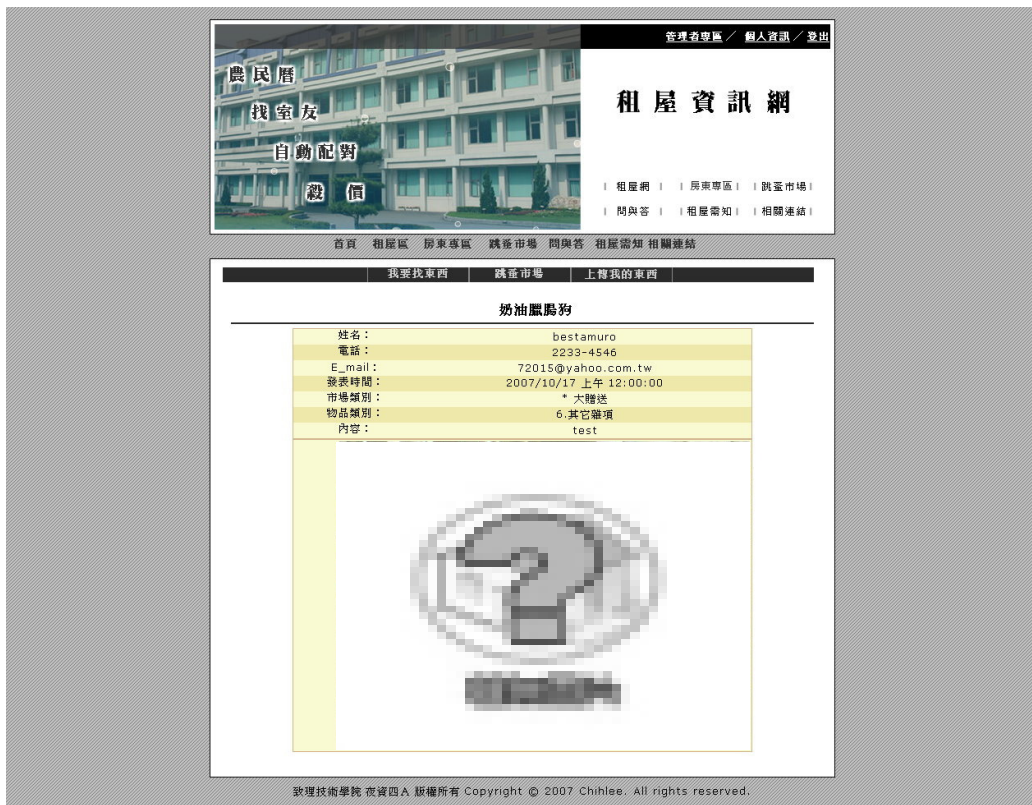 管理者專區／ 個人資訊／登出
農民曆
找室友
自動配對
殺 價
租屋資訊網
| 租屋網 | | 房東專區 | | 跳蚤市場 |
| 問與答 | | 租屋需知 | | 相關連結 |
首頁 租屋區 房東專區 跳蚤市場 問與答 租屋需知 相關連結
我要找東西 跳蚤市場 上傳我的東西
奶油臘腸狗
姓名： bestamuro
電話： 2233-4546
E_mail： 72015@yahoo.com.tw
發表時間： 2007/10/17 上午 12:00:00
市場類別： * 大贈送
物品類別： 6.其它雜項
內容： test
致理技術學院 夜資四A 版權所有 Copyright © 2007 Chihlee. All rights reserved.